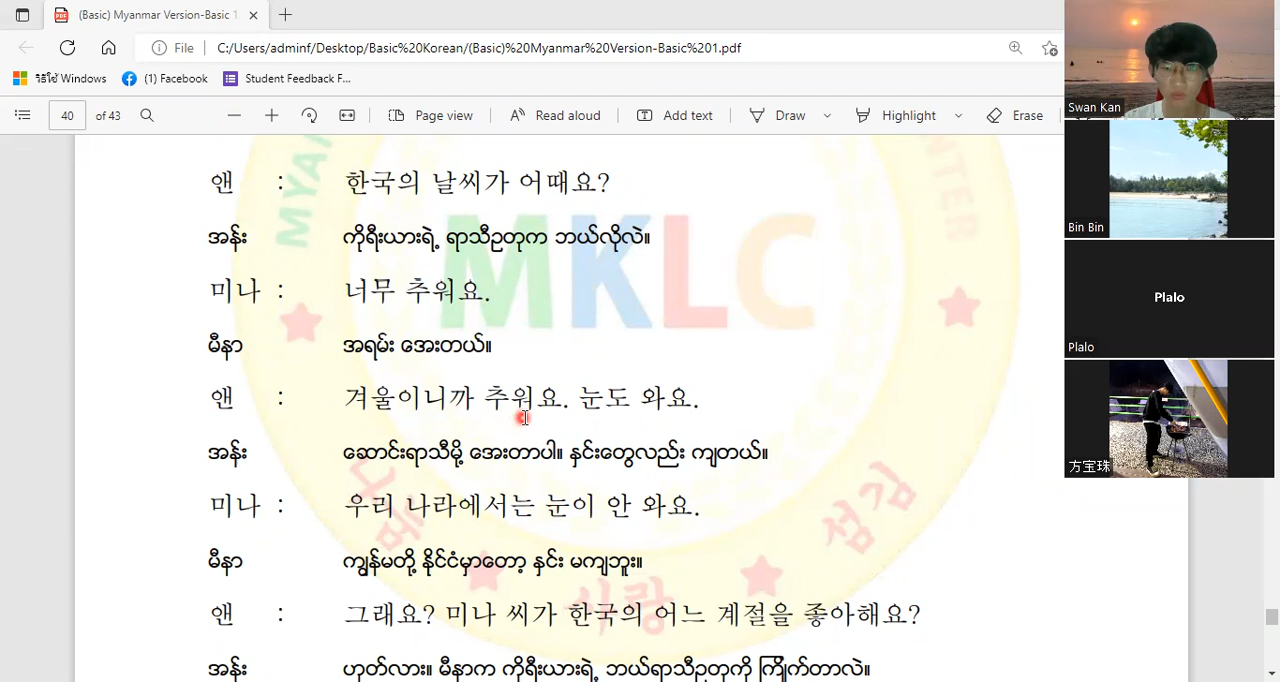 (Basic) Myanmar Version-Basic 1
File
C:/Users/adminf/Desktop/Basic%20Korean/(Basic)%20Myanmar%20Version-Basic%201.pdf
วิธีใช้ Windows
(1) Facebook
Student Feedback F...
40 of 43
Page view
Read aloud
Add text
Draw
Highlight
Erase
앤 : 한국의 날씨가 어때요?
အန်း ကိုရီးယားရဲ့ ရာသီဥတုက ဘယ်လိုလဲ။
미나 : 너무 추워요.
မီနာ အရမ်း အေးတယ်။
앤 : 겨울이니까 추워요. 눈도 와요.
အန်း ဆောင်းရာသီမို့ အေးတာပါ။ နှင်းတွေလည်း ကျတယ်။
미나 : 우리 나라에서는 눈이 안 와요.
မီနာ ကျွန်မတို့ နိုင်ငံမှာတော့ နှင်း မကျဘူး။
앤 : 그래요? 미나 씨가 한국의 어느 계절을 좋아해요?
အန်း ဟုတ်လား။ မီနာက ကိုရီးယားရဲ့ ဘယ်ရာသီဥတုကို ကြိုက်တာလဲ။
MKLC
사랑
섬김
Swan Kan
Bin Bin
Plalo
Plalo
方宝珠